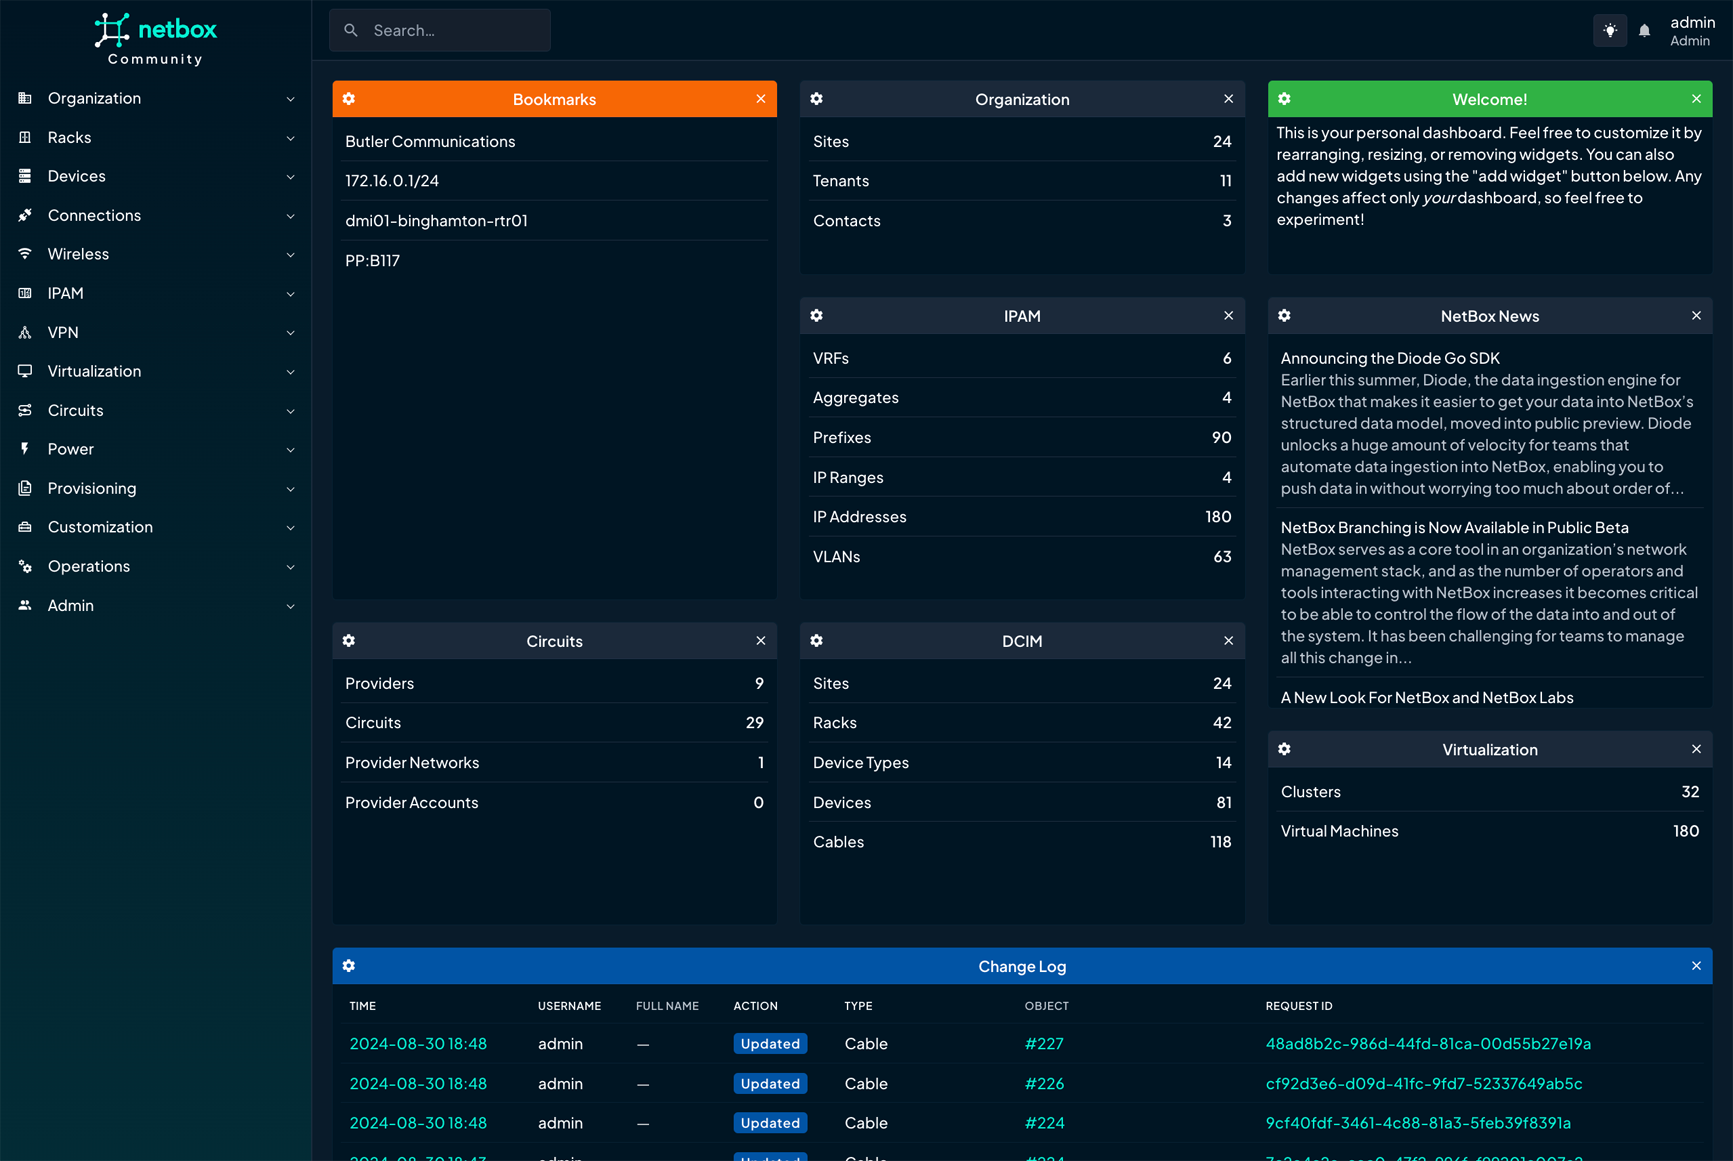 netbox
Community
Search...
admin
Admin
Organization
Racks
Devices
Connections
Wireless
IPAM
VPN
Virtualization
Circuits
Power
Provisioning
Customization
Operations
Admin
Bookmarks
Butler Communications
172.16.0.1/24
dmi01-binghamton-rtr01
PP:B117
Organization
Sites 24
Tenants 11
Contacts 3
Welcome!
This is your personal dashboard. Feel free to customize it by
rearranging, resizing, or removing widgets. You can also
add new widgets using the "add widget" button below. Any
changes affect only your dashboard, so feel free to
experiment!
IPAM
VRFs 6
Aggregates 4
Prefixes 90
IP Ranges 4
IP Addresses 180
VLANs 63
NetBox News
Announcing the Diode Go SDK
Earlier this summer, Diode, the data ingestion engine for
NetBox that makes it easier to get your data into NetBox’s
structured data model, moved into public preview. Diode
unlocks a huge amount of velocity for teams that
automate data ingestion into NetBox, enabling you to
push data in without worrying too much about order of...
NetBox Branching is Now Available in Public Beta
NetBox serves as a core tool in an organization’s network
management stack, and as the number of operators and
tools interacting with NetBox increases it becomes critical
to be able to control the flow of the data into and out of
the system. It has been challenging for teams to manage
all this change in...
A New Look For NetBox and NetBox Labs
Circuits
Providers 9
Circuits 29
Provider Networks 1
Provider Accounts 0
DCIM
Sites 24
Racks 42
Device Types 14
Devices 81
Cables 118
Virtualization
Clusters 32
Virtual Machines 180
Change Log
TIME USERNAME FULL NAME ACTION TYPE OBJECT REQUEST ID
2024-08-30 18:48 admin — Updated Cable #227 48ad8b2c-986d-44fd-81ca-00d55b27e19a
2024-08-30 18:48 admin — Updated Cable #226 cf92d3e6-d09d-41fc-9fd7-52337649ab5c
2024-08-30 18:48 admin — Updated Cable #224 9cf40fdf-3461-4c88-81a3-5feb39f8391a